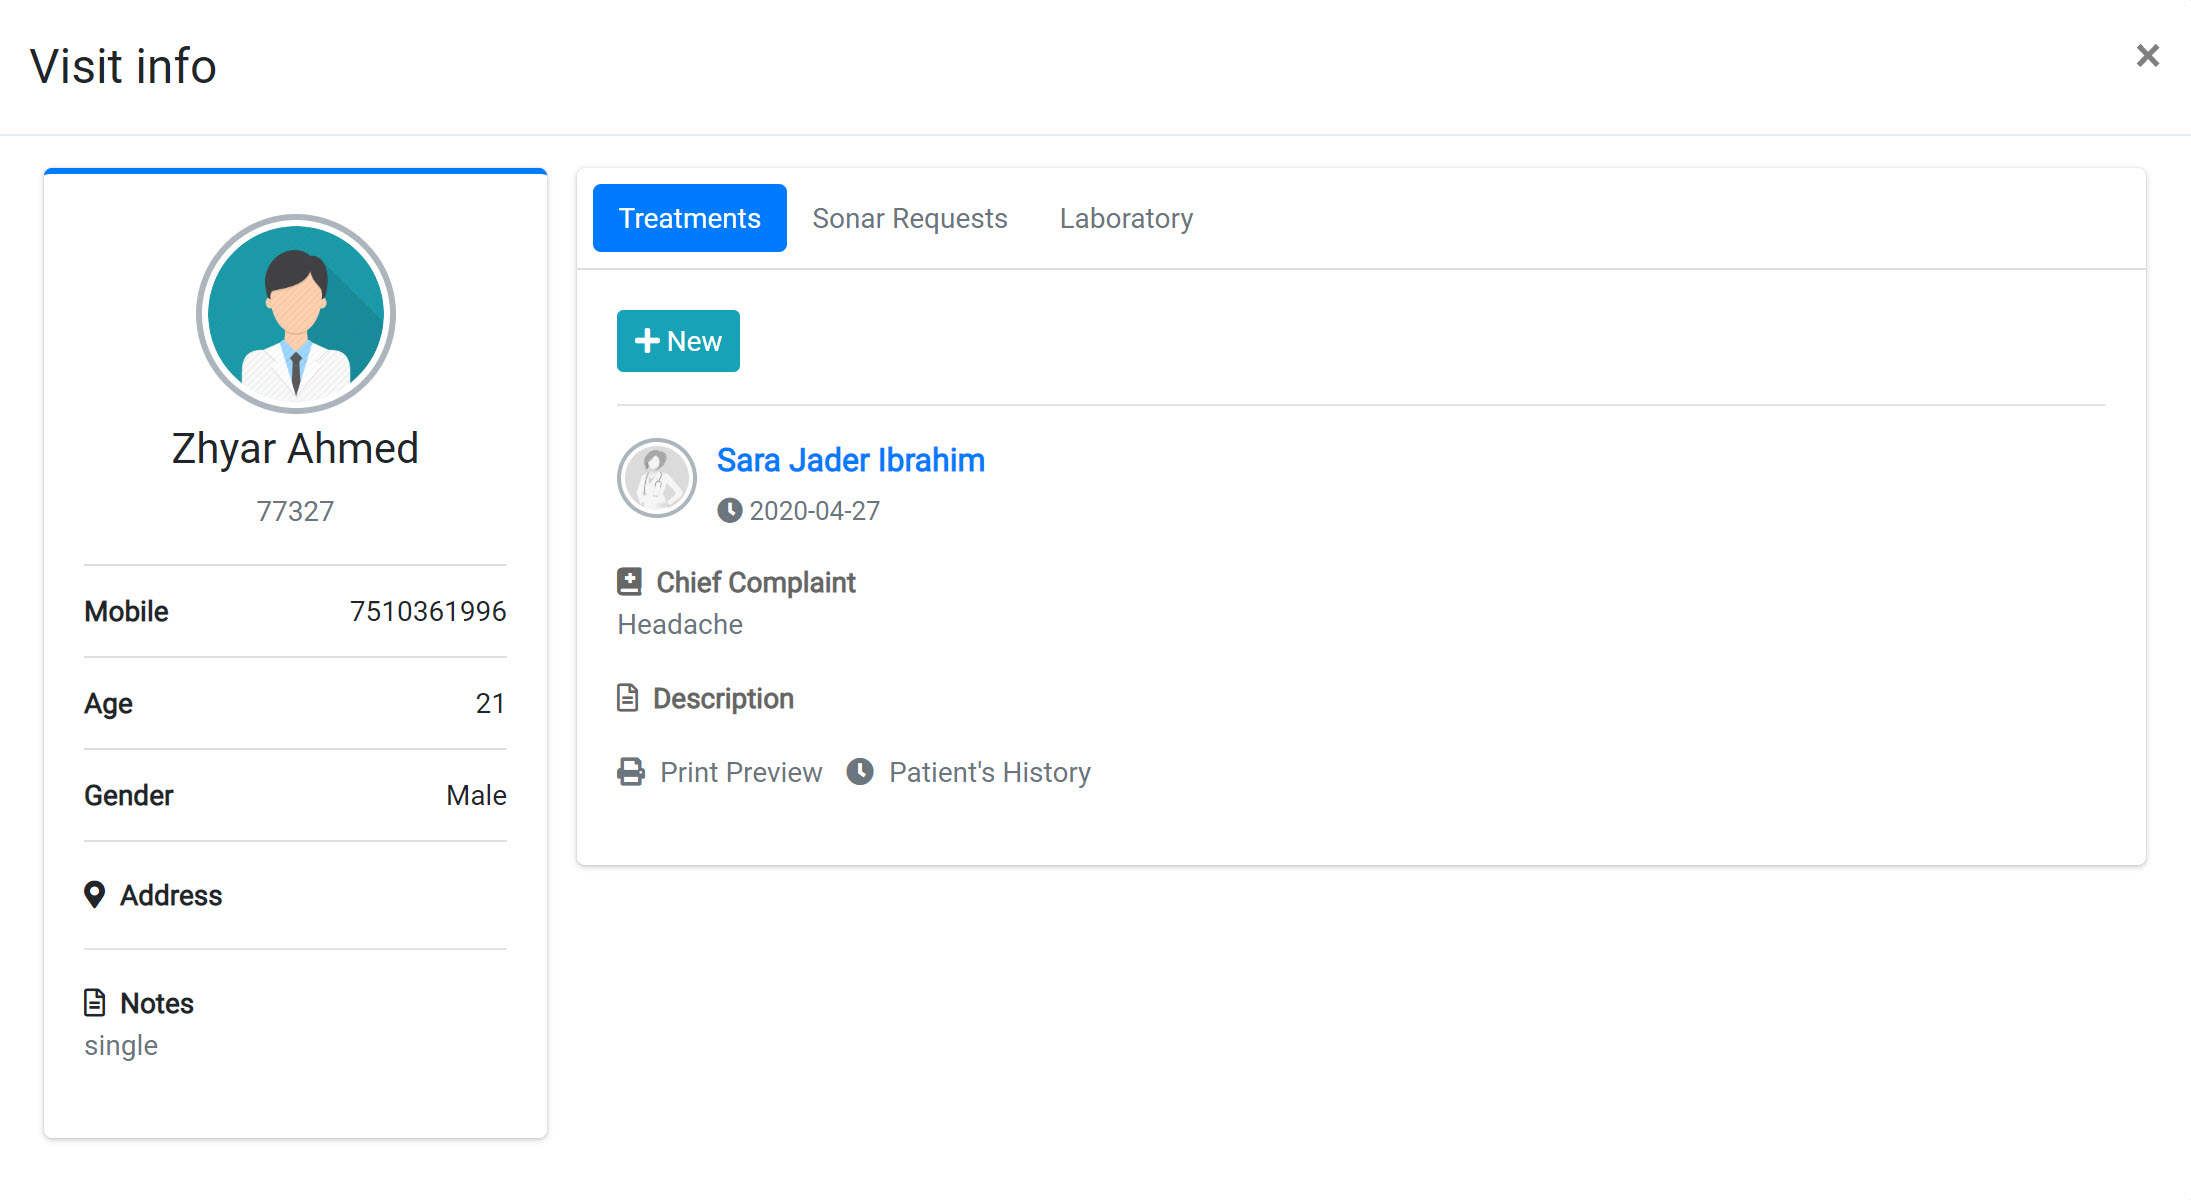 Visit info
×
Zhyar Ahmed
77327
Mobile 7510361996
Age 21
Gender Male
Address
Notes
single
Treatments Sonar Requests Laboratory
New
Sara Jader Ibrahim
2020-04-27
Chief Complaint
Headache
Description
Print Preview Patient's History